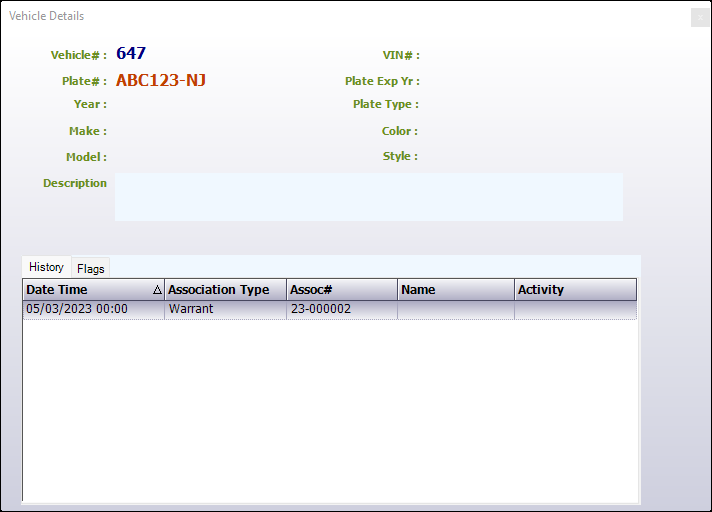 Vehicle Details
Vehicle# : 647 VIN# :
Plate# : ABC123-NJ Plate Exp Yr :
Year : Plate Type :
Make : Color :
Model : Style :
Description
History Flags
Date Time Association Type Assoc# Name Activity
05/03/2023 00:00 Warrant 23-000002